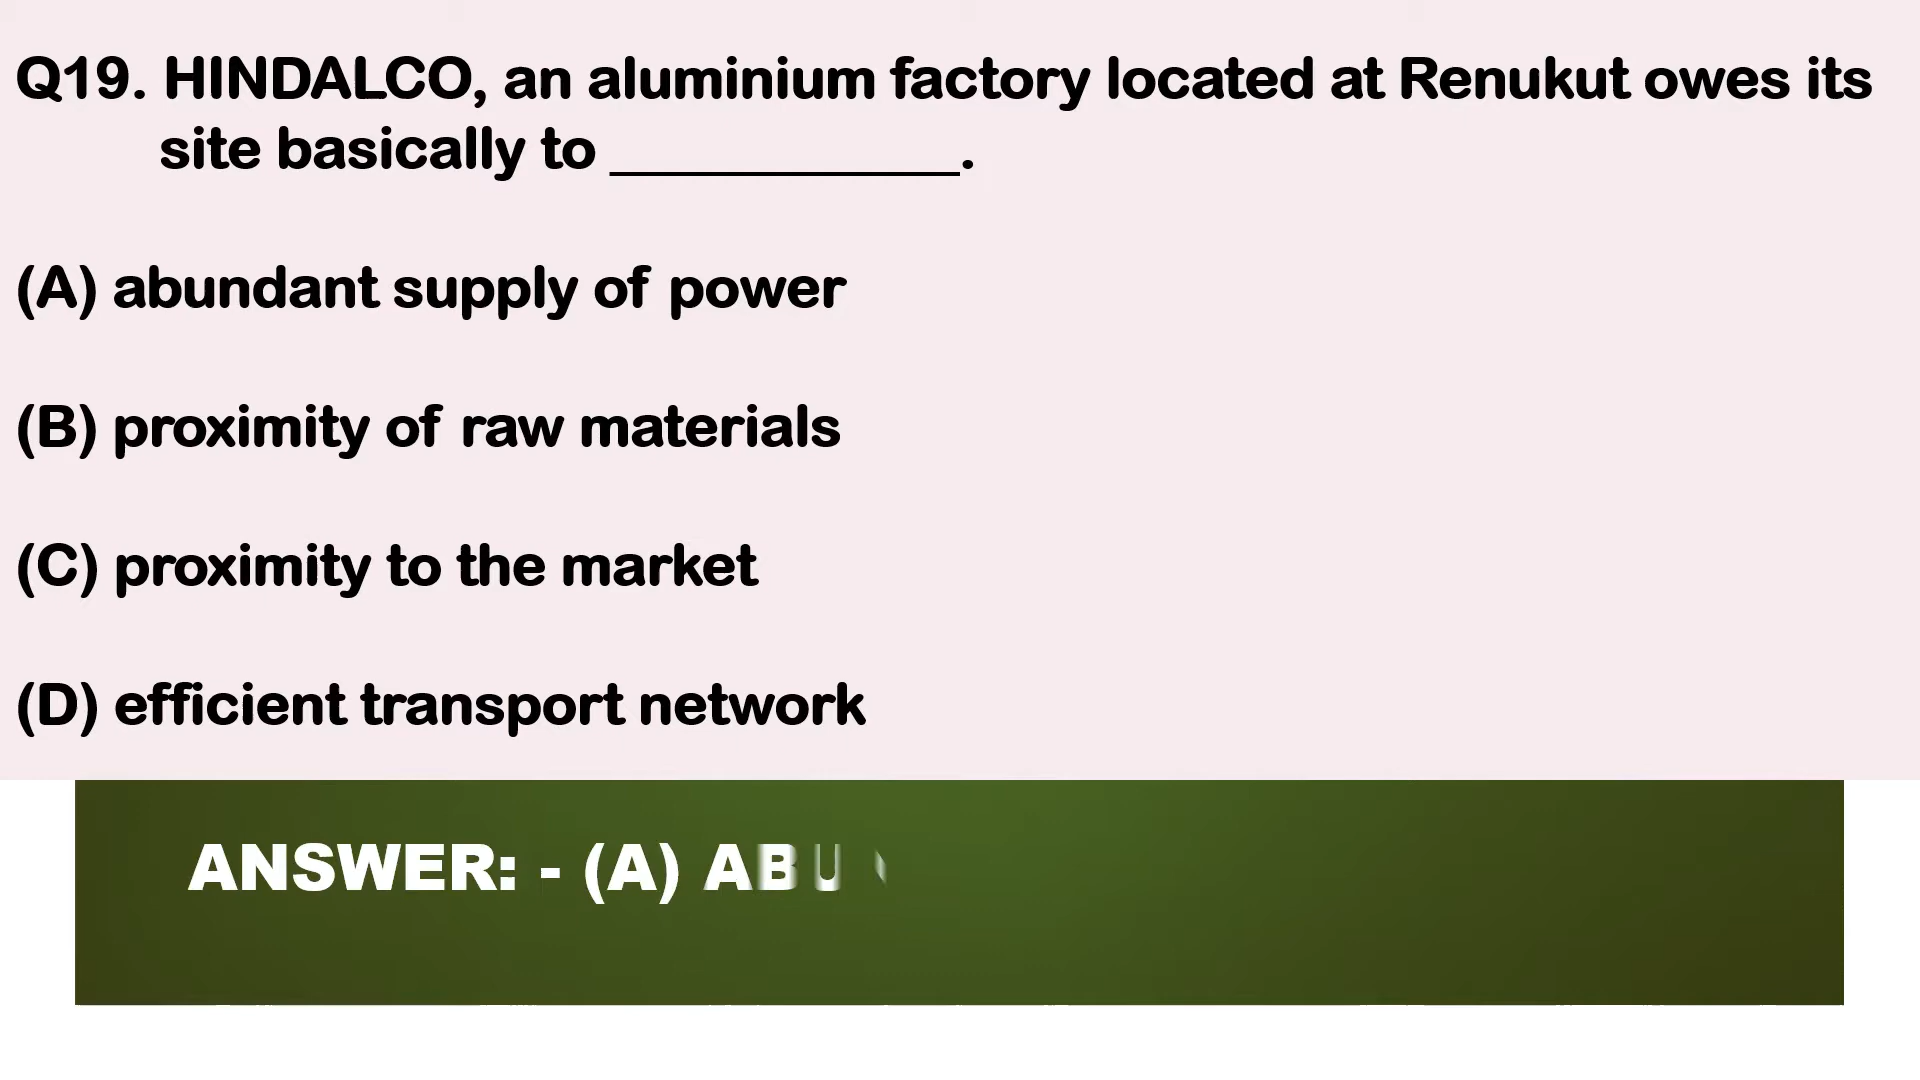 Q19. HINDALCO, an aluminium factory located at Renukut owes its
site basically to ____________.
(A) abundant supply of power
(B) proximity of raw materials
(C) proximity to the market
(D) efficient transport network
ANSWER: - (A) ABU